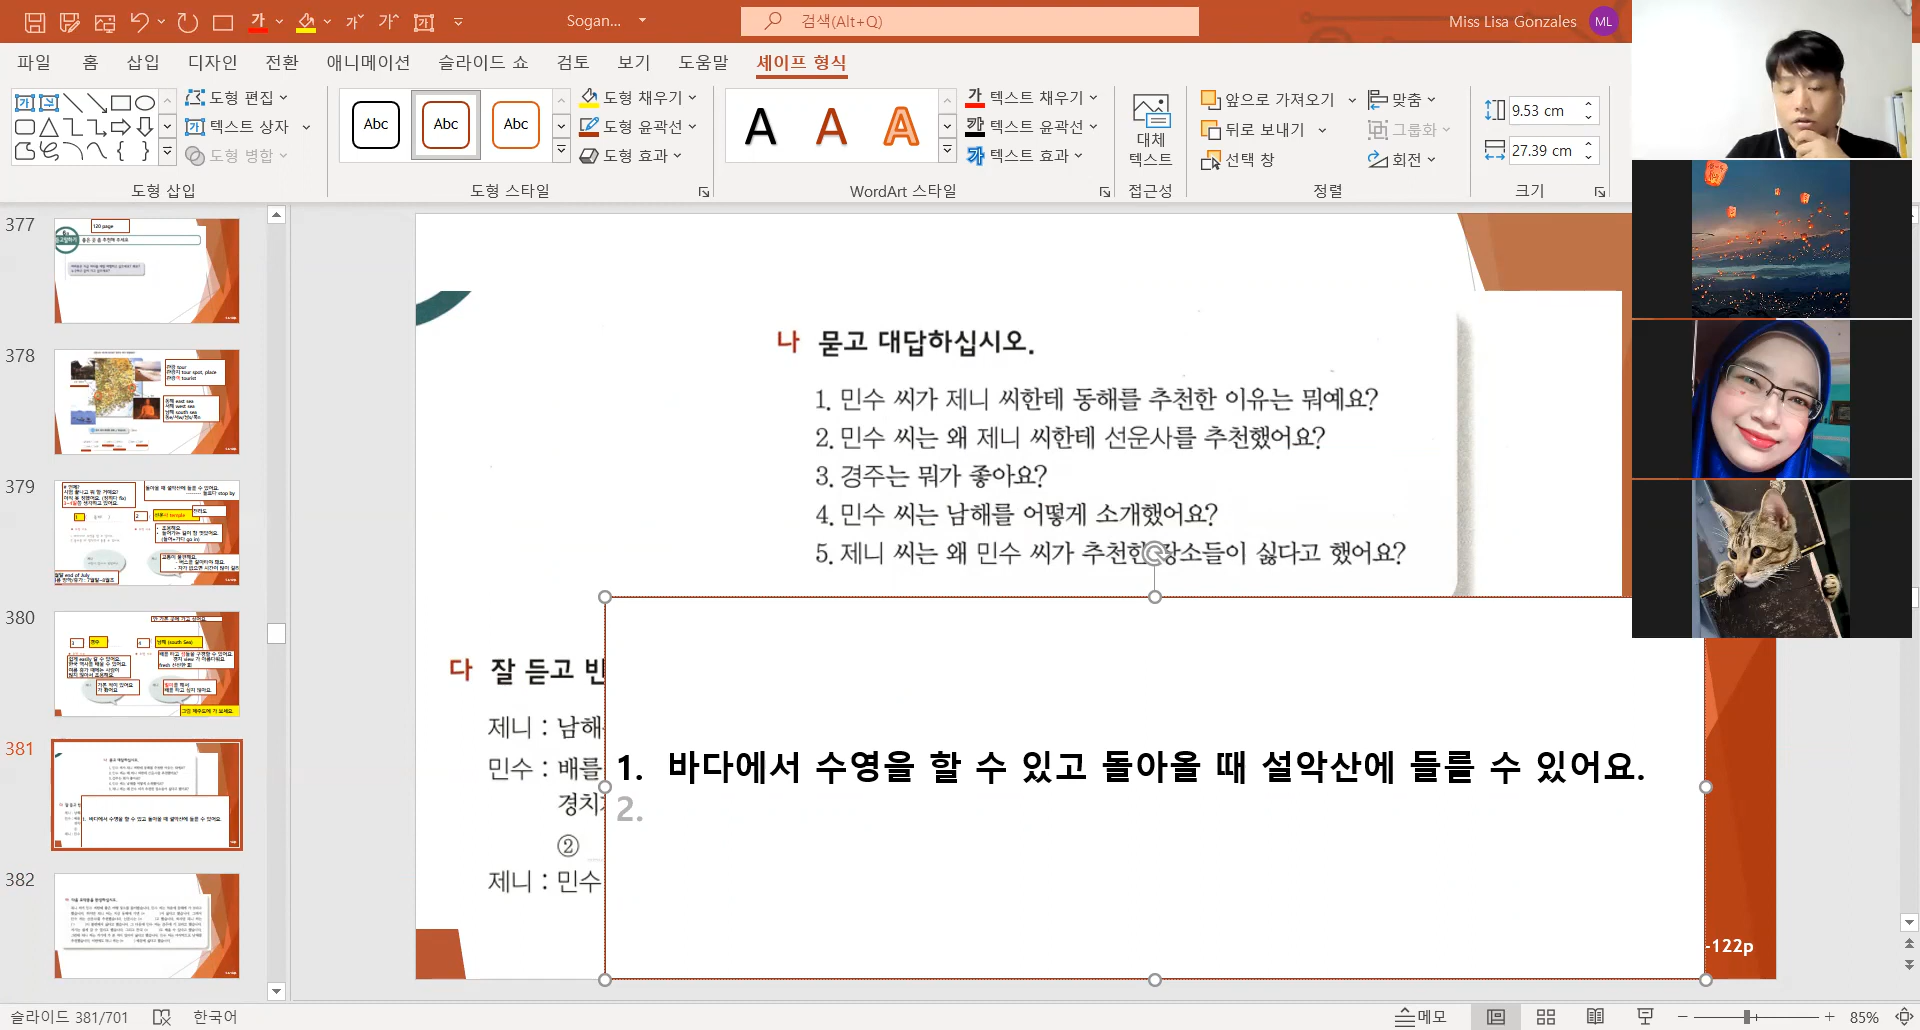 Sogan...
검색(Alt+Q)
Miss Lisa Gonzales
ML
파일 홈 삽입 디자인 전환 애니메이션 슬라이드 쇼 검토 보기 도움말 셰이프 형식
도형 편집
텍스트 상자
도형 병합
도형 삽입
Abc Abc Abc
도형 채우기
도형 윤곽선
도형 효과
도형 스타일
A A A
텍스트 채우기
텍스트 윤곽선
텍스트 효과
WordArt 스타일
대체
텍스트
접근성
앞으로 가져오기
뒤로 보내기
선택 창
맞춤
그룹화
회전
정렬
9.53 cm
27.39 cm
크기
377
120 page
378
379
380
381
382
나 묻고 대답하십시오.
1. 민수 씨가 제니 씨한테 동해를 추천한 이유는 뭐예요?
2. 민수 씨는 왜 제니 씨한테 선운사를 추천했어요?
3. 경주는 뭐가 좋아요?
4. 민수 씨는 남해를 어떻게 소개했어요?
5. 제니 씨는 왜 민수 씨가 추천한 장소들이 싫다고 했어요?
다 잘 듣고 빈
제니 : 남해
민수 : 배를
경치
②
제니 : 민수
1. 바다에서 수영을 할 수 있고 돌아올 때 설악산에 들를 수 있어요.
2.
-122p
슬라이드 381/701
한국어
메모
85%